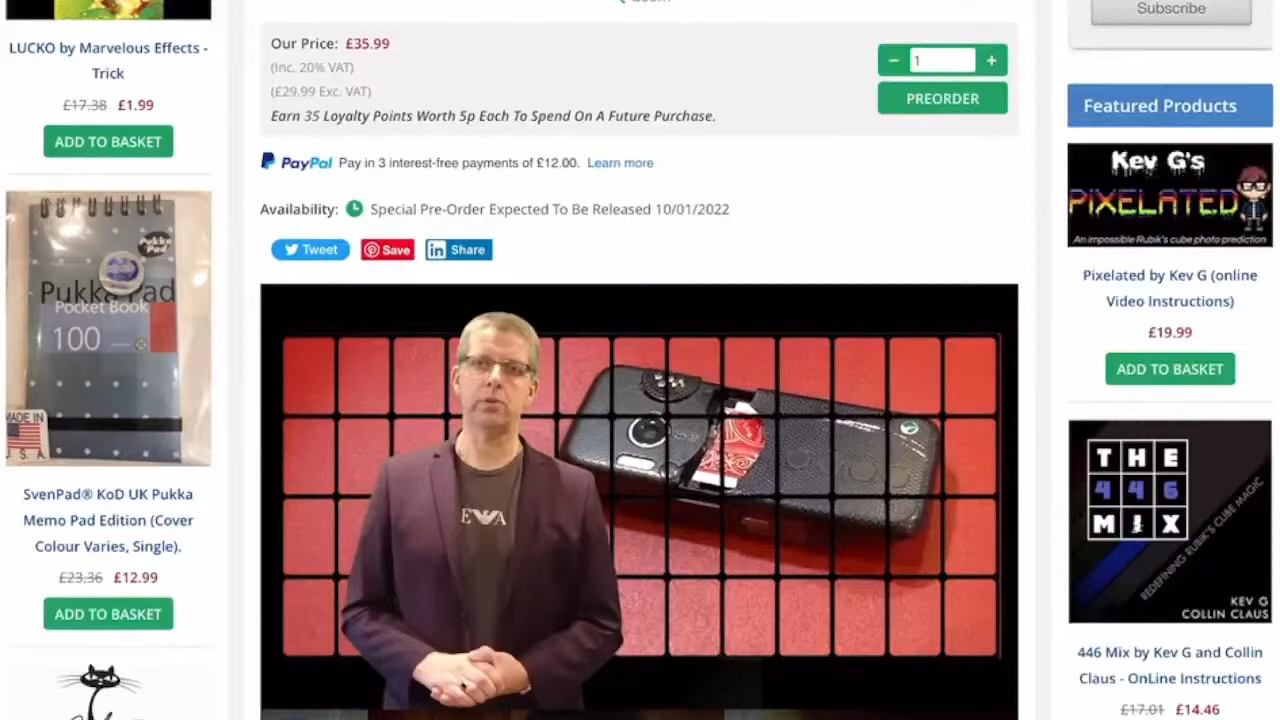 LUCKO by Marvelous Effects -
Trick
£17.38 £1.99
ADD TO BASKET
Pukka
Pad
Pukka Pad
Pocket Book
100
MADE IN
U.S.A.
SvenPad® KoD UK Pukka
Memo Pad Edition (Cover
Colour Varies, Single).
£23.36 £12.99
ADD TO BASKET
Our Price: £35.99
(Inc. 20% VAT)
(£29.99 Exc. VAT)
Earn 35 Loyalty Points Worth 5p Each To Spend On A Future Purchase.
− 1 +
PREORDER
PayPal Pay in 3 interest-free payments of £12.00. Learn more
Availability: Special Pre-Order Expected To Be Released 10/01/2022
Tweet Save Share
Subscribe
Featured Products
Kev G's
PIXELATED
An impossible Rubik's cube photo prediction
Pixelated by Kev G (online
Video Instructions)
£19.99
ADD TO BASKET
THE
446
MIX
REDEFINING RUBIK'S CUBE MAGIC
KEV G
COLLIN CLAUS
446 Mix by Kev G and Collin
Claus - OnLine Instructions
£17.01 £14.46